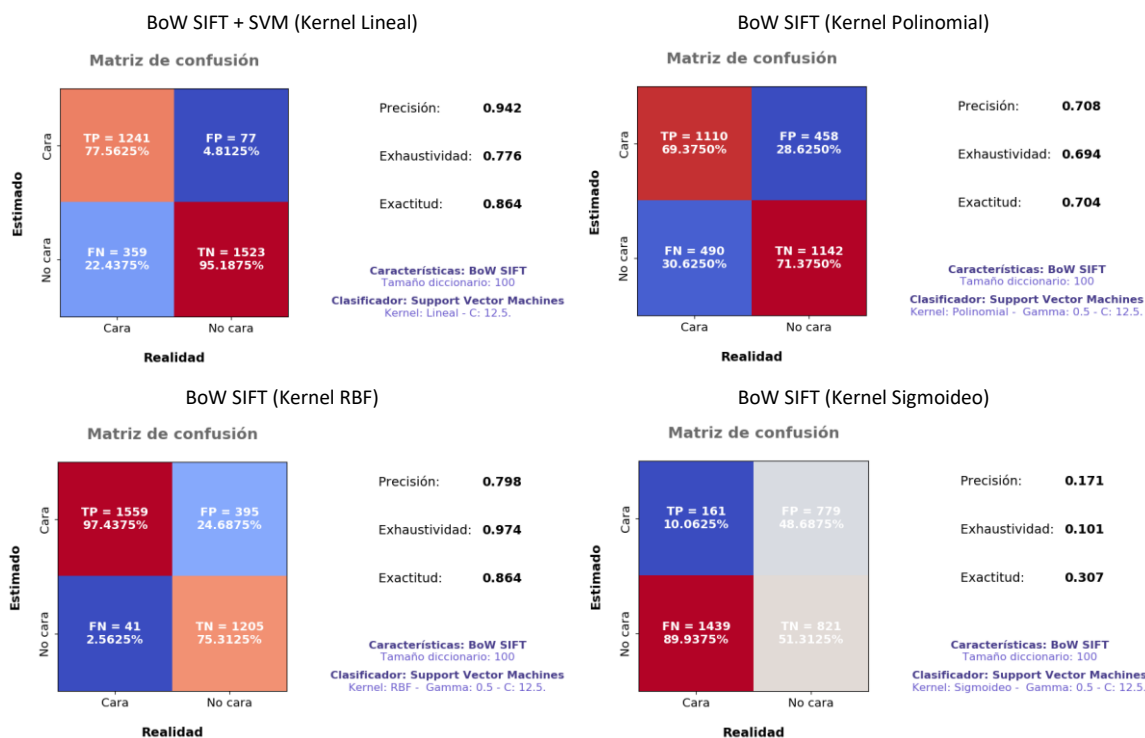 BoW SIFT + SVM (Kernel Lineal)
Matriz de confusión
TP = 1241
77.5625%
FP = 77
4.8125%
FN = 359
22.4375%
TN = 1523
95.1875%
Cara
No cara
Estimado
Cara
No cara
Realidad
Precisión: 0.942
Exhaustividad: 0.776
Exactitud: 0.864
Características: BoW SIFT
Tamaño diccionario: 100
Clasificador: Support Vector Machines
Kernel: Lineal - C: 12.5.
BoW SIFT (Kernel Polinomial)
Matriz de confusión
TP = 1110
69.3750%
FP = 458
28.6250%
FN = 490
30.6250%
TN = 1142
71.3750%
Cara
No cara
Estimado
Cara
No cara
Realidad
Precisión: 0.708
Exhaustividad: 0.694
Exactitud: 0.704
Características: BoW SIFT
Tamaño diccionario: 100
Clasificador: Support Vector Machines
Kernel: Polinomial - Gamma: 0.5 - C: 12.5.
BoW SIFT (Kernel RBF)
Matriz de confusión
TP = 1559
97.4375%
FP = 395
24.6875%
FN = 41
2.5625%
TN = 1205
75.3125%
Cara
No cara
Estimado
Cara
No cara
Realidad
Precisión: 0.798
Exhaustividad: 0.974
Exactitud: 0.864
Características: BoW SIFT
Tamaño diccionario: 100
Clasificador: Support Vector Machines
Kernel: RBF - Gamma: 0.5 - C: 12.5.
BoW SIFT (Kernel Sigmoideo)
Matriz de confusión
TP = 161
10.0625%
FP = 779
48.6875%
FN = 1439
89.9375%
TN = 821
51.3125%
Cara
No cara
Estimado
Cara
No cara
Realidad
Precisión: 0.171
Exhaustividad: 0.101
Exactitud: 0.307
Características: BoW SIFT
Tamaño diccionario: 100
Clasificador: Support Vector Machines
Kernel: Sigmoideo - Gamma: 0.5 - C: 12.5.